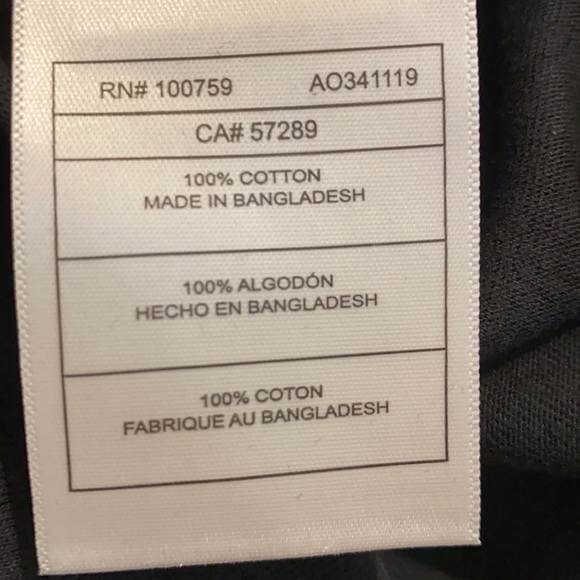 RN# 100759 AO341119
CA# 57289
100% COTTON
MADE IN BANGLADESH
100% ALGODÓN
HECHO EN BANGLADESH
100% COTON
FABRIQUE AU BANGLADESH